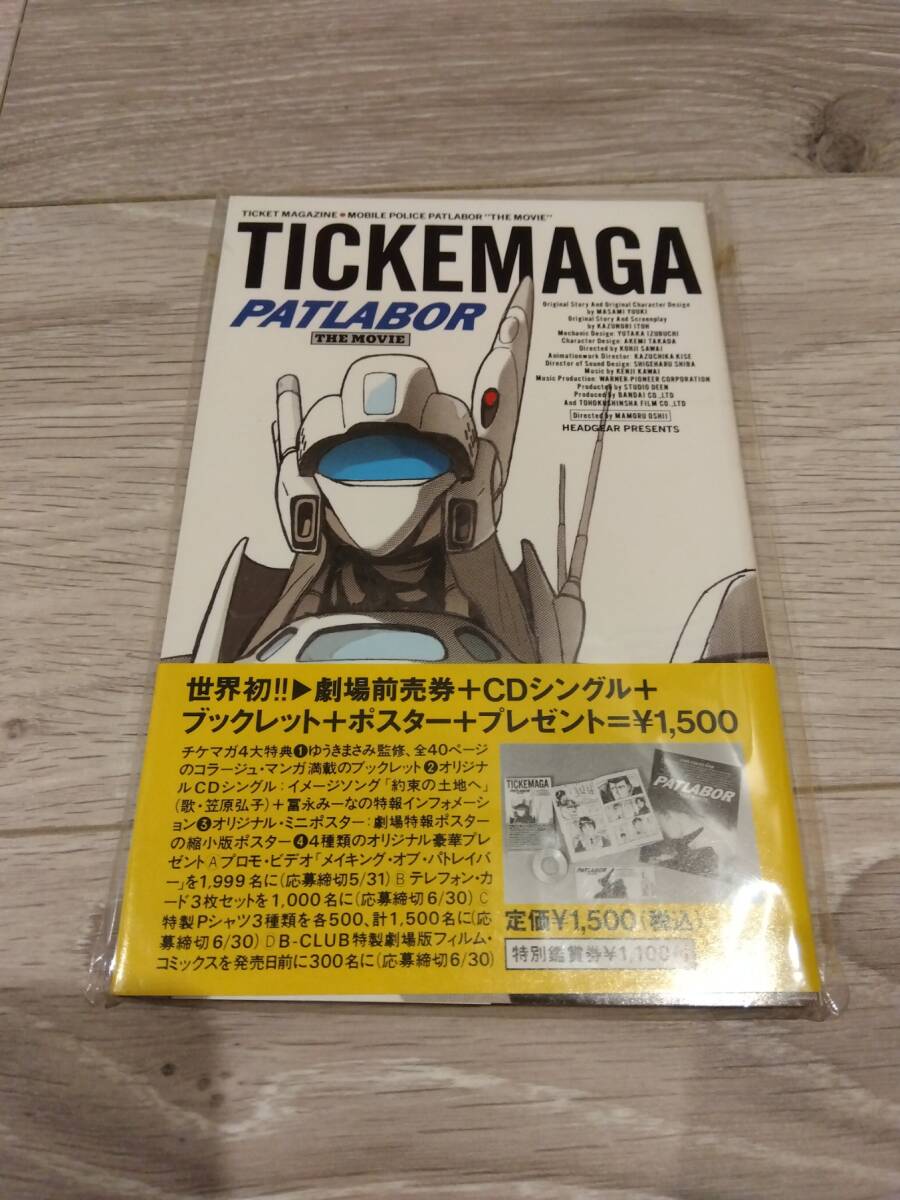 TICKET MAGAZINE●MOBILE POLICE PATLABOR "THE MOVIE"
TICKEMAGA
PATLABOR
THE MOVIE
Original Story And Original Character Design
by MASAMI YUUKI
Original Story And Screenplay
by KAZUNORI ITOH
Mechanic Design: YUTAKA IZUBUCHI
Character Design: AKEMI TAKADA
Directed by KOHJI SAWAI
Animationwork Director: KAZUCHIKA KISE
Director of Sound Design: SHIGEHARU SHIBA
Music by KENJI KAWAI
Music Production: WARNER-PIONEER CORPORATION
Producted by STUDIO DEEN
Produced by BANDAI CO.,LTD
And TOHOKUSHINSHA FILM CO.,LTD
Directed by MAMORU OSHII
HEADGEAR PRESENTS
世界初!!▶劇場前売券+CDシングル+
ブックレット+ポスター+プレゼント=¥1,500
チケマガ4大特典❶ゆうきまさみ監修、全40ページ
のコラージュ・マンガ満載のブックレット❷オリジナ
ルCDシングル:イメージソング「約束の土地へ」
(歌・笠原弘子)+冨永みーなの特報インフォメーシ
ョン❸オリジナル・ミニポスター:劇場特報ポスター
の縮小版ポスター❹4種類のオリジナル豪華プレ
ゼントAプロモ・ビデオ「メイキング・オブ・パトレイバ
ー」を1,999名に(応募締切5/31)Bテレフォン・カ
ード3枚セットを1,000名に(応募締切6/30)C
特製Pシャツ3種類を各500、計1,500名に(応
募締切6/30)DB-CLUB特製劇場版フィルム・
コミックスを発売日前に300名に(応募締切6/30)
TICKEMAGA
PATLABOR
定価¥1,500(税込)
特別鑑賞券¥1,100